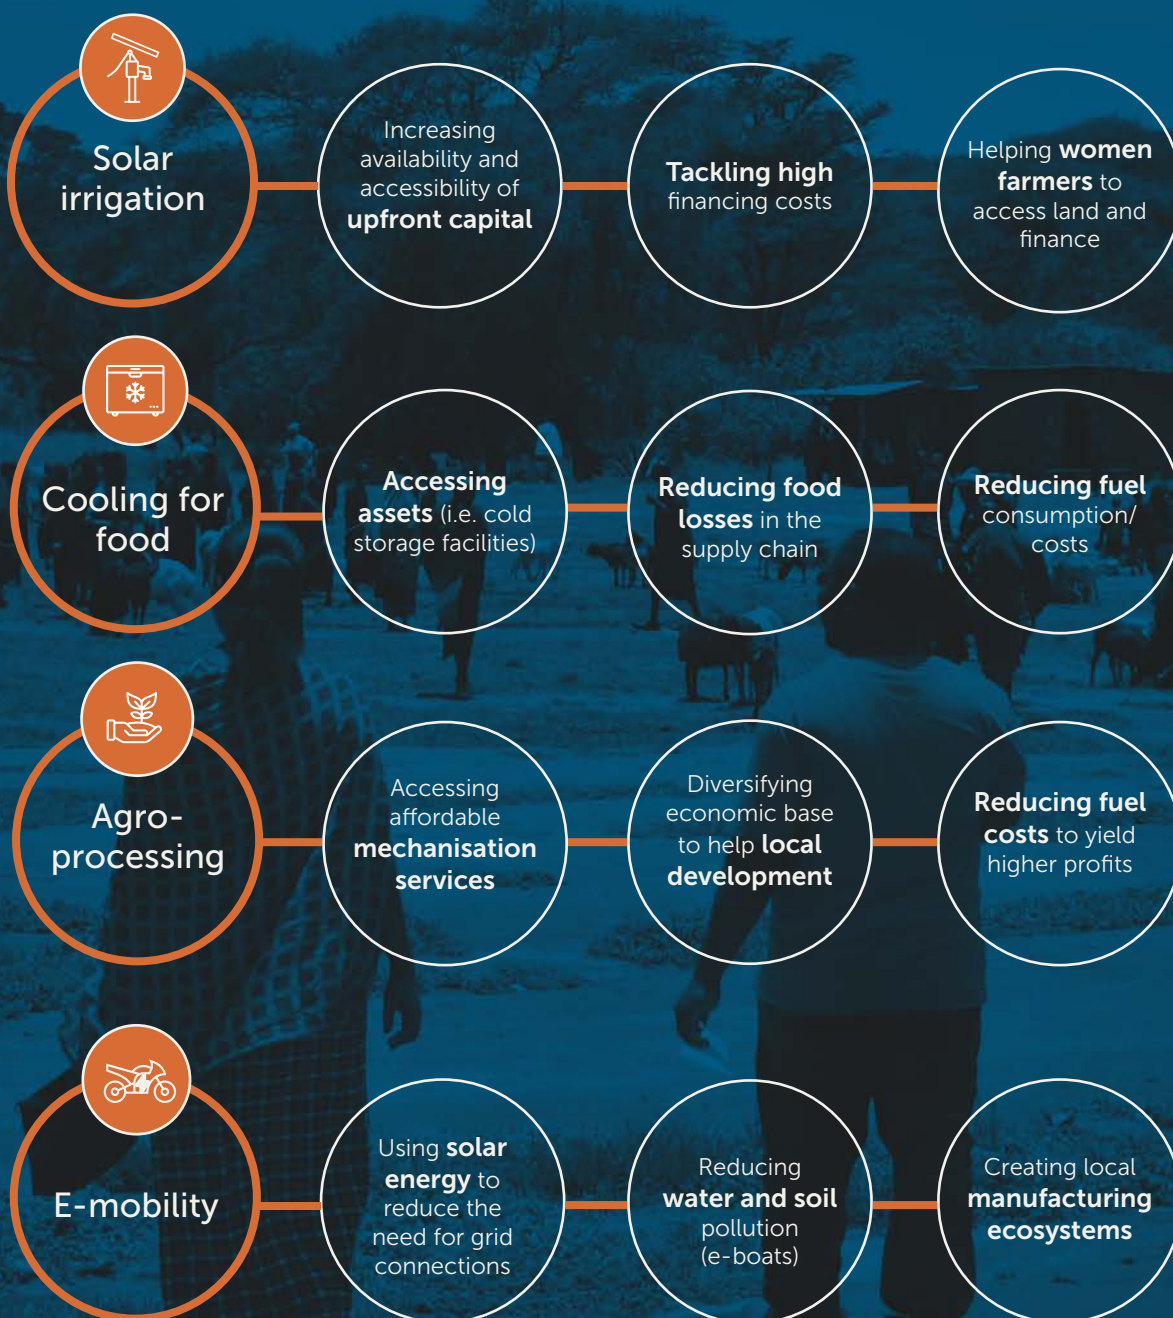 Solar
irrigation
Increasing
availability and
accessibility of
upfront capital
Tackling high
financing costs
Helping women
farmers to
access land and
finance
Cooling for
food
Accessing
assets (i.e. cold
storage facilities)
Reducing food
losses in the
supply chain
Reducing fuel
consumption/
costs
Agro-
processing
Accessing
affordable
mechanisation
services
Diversifying
economic base
to help local
development
Reducing fuel
costs to yield
higher profits
E-mobility
Using solar
energy to
reduce the
need for grid
connections
Reducing
water and soil
pollution
(e-boats)
Creating local
manufacturing
ecosystems